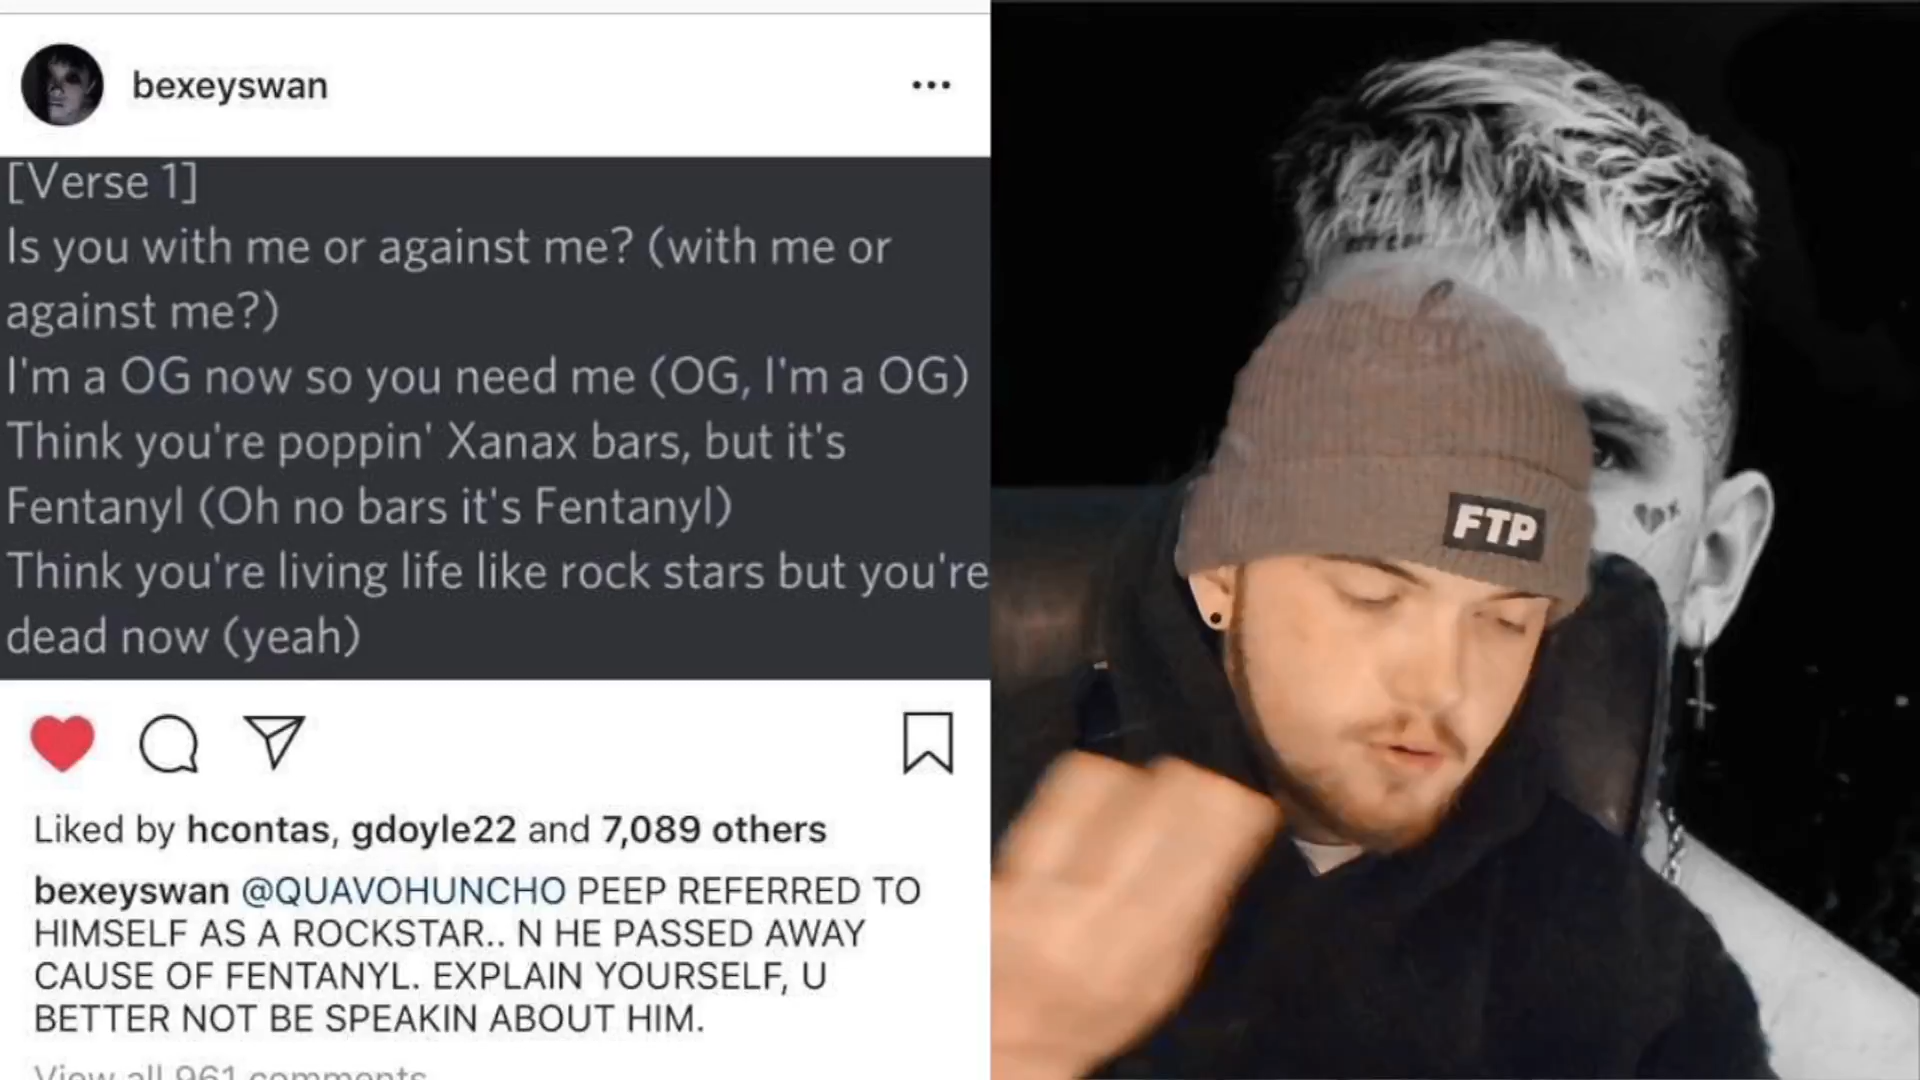 bexeyswan
[Verse 1]
Is you with me or against me? (with me or
against me?)
I'm a OG now so you need me (OG, I'm a OG)
Think you're poppin' Xanax bars, but it's
Fentanyl (Oh no bars it's Fentanyl)
Think you're living life like rock stars but you're
dead now (yeah)
Liked by hcontas, gdoyle22 and 7,089 others
bexeyswan @QUAVOHUNCHO PEEP REFERRED TO
HIMSELF AS A ROCKSTAR.. N HE PASSED AWAY
CAUSE OF FENTANYL. EXPLAIN YOURSELF, U
BETTER NOT BE SPEAKIN ABOUT HIM.
View all 961 comments
FTP